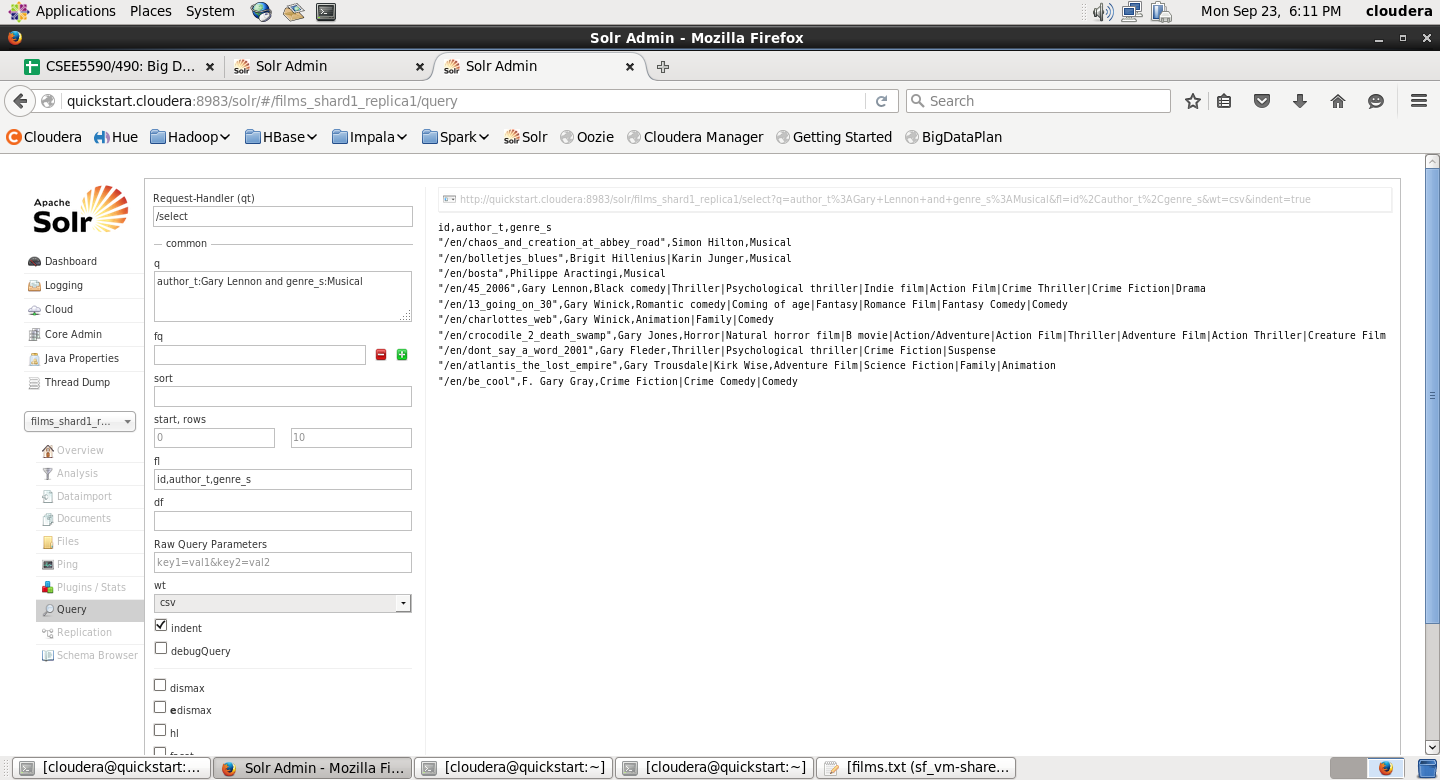 Applications Places System
Mon Sep 23, 6:11 PM cloudera
Solr Admin - Mozilla Firefox
CSEE5590/490: Big D... Solr Admin Solr Admin
quickstart.cloudera:8983/solr/#/films_shard1_replica1/query
Search
Cloudera Hue Hadoop HBase Impala Spark Solr Oozie Cloudera Manager Getting Started BigDataPlan
Apache
Solr
Dashboard
Logging
Cloud
Core Admin
Java Properties
Thread Dump
films_shard1_r...
Overview
Analysis
Dataimport
Documents
Files
Ping
Plugins / Stats
Query
Replication
Schema Browser
Request-Handler (qt)
/select
common
q
author_t:Gary Lennon and genre_s:Musical
fq
sort
start, rows
0 10
fl
id,author_t,genre_s
df
Raw Query Parameters
key1=val1&key2=val2
wt
csv
indent
debugQuery
dismax
edismax
hl
facet
http://quickstart.cloudera:8983/solr/films_shard1_replica1/select?q=author_t%3AGary+Lennon+and+genre_s%3AMusical&fl=id%2Cauthor_t%2Cgenre_s&wt=csv&indent=true
id,author_t,genre_s
"/en/chaos_and_creation_at_abbey_road",Simon Hilton,Musical
"/en/bolletjes_blues",Brigit Hillenius|Karin Junger,Musical
"/en/bosta",Philippe Aractingi,Musical
"/en/45_2006",Gary Lennon,Black comedy|Thriller|Psychological thriller|Indie film|Action Film|Crime Thriller|Crime Fiction|Drama
"/en/13_going_on_30",Gary Winick,Romantic comedy|Coming of age|Fantasy|Romance Film|Fantasy Comedy|Comedy
"/en/charlottes_web",Gary Winick,Animation|Family|Comedy
"/en/crocodile_2_death_swamp",Gary Jones,Horror|Natural horror film|B movie|Action/Adventure|Action Film|Thriller|Adventure Film|Action Thriller|Creature Film
"/en/dont_say_a_word_2001",Gary Fleder,Thriller|Psychological thriller|Crime Fiction|Suspense
"/en/atlantis_the_lost_empire",Gary Trousdale|Kirk Wise,Adventure Film|Science Fiction|Family|Animation
"/en/be_cool",F. Gary Gray,Crime Fiction|Crime Comedy|Comedy
[cloudera@quickstart:... Solr Admin - Mozilla Fi... [cloudera@quickstart:~] [cloudera@quickstart:~] [films.txt (sf_vm-share...